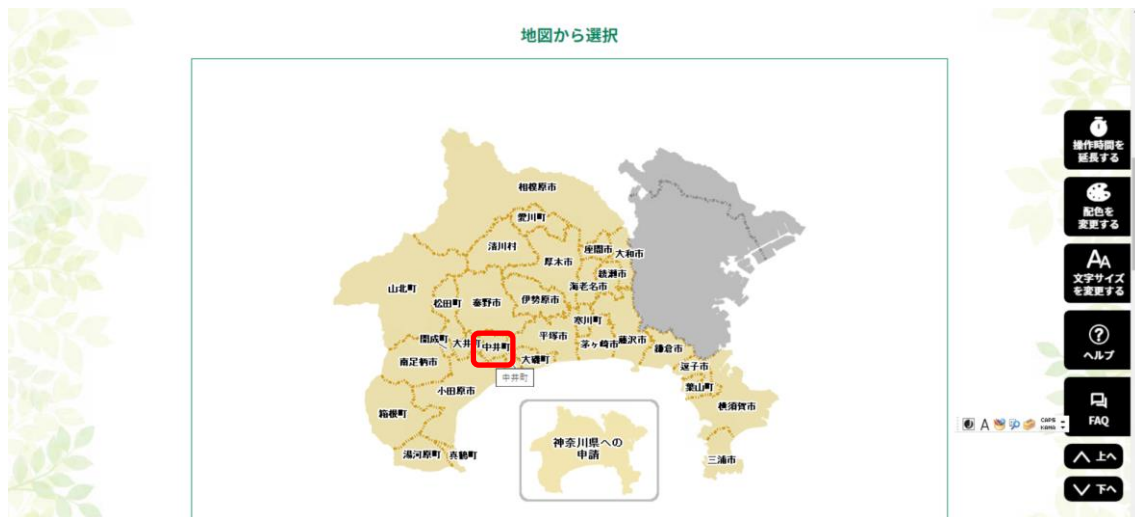 地図から選択
操作時間を
延長する
配色を
変更する
AA
文字サイズ
を変更する
ヘルプ
FAQ
上へ
下へ
相模原市
愛川町
清川村
厚木市
座間市
大和市
綾瀬市
海老名市
山北町
松田町
秦野市
伊勢原市
寒川町
開成町
大井町
中井町
平塚市
茅ヶ崎市
藤沢市
鎌倉市
南足柄市
大磯町
逗子市
中井町
小田原市
葉山町
箱根町
横須賀市
湯河原町
真鶴町
三浦市
神奈川県への
申請
A
CAPS
KANA